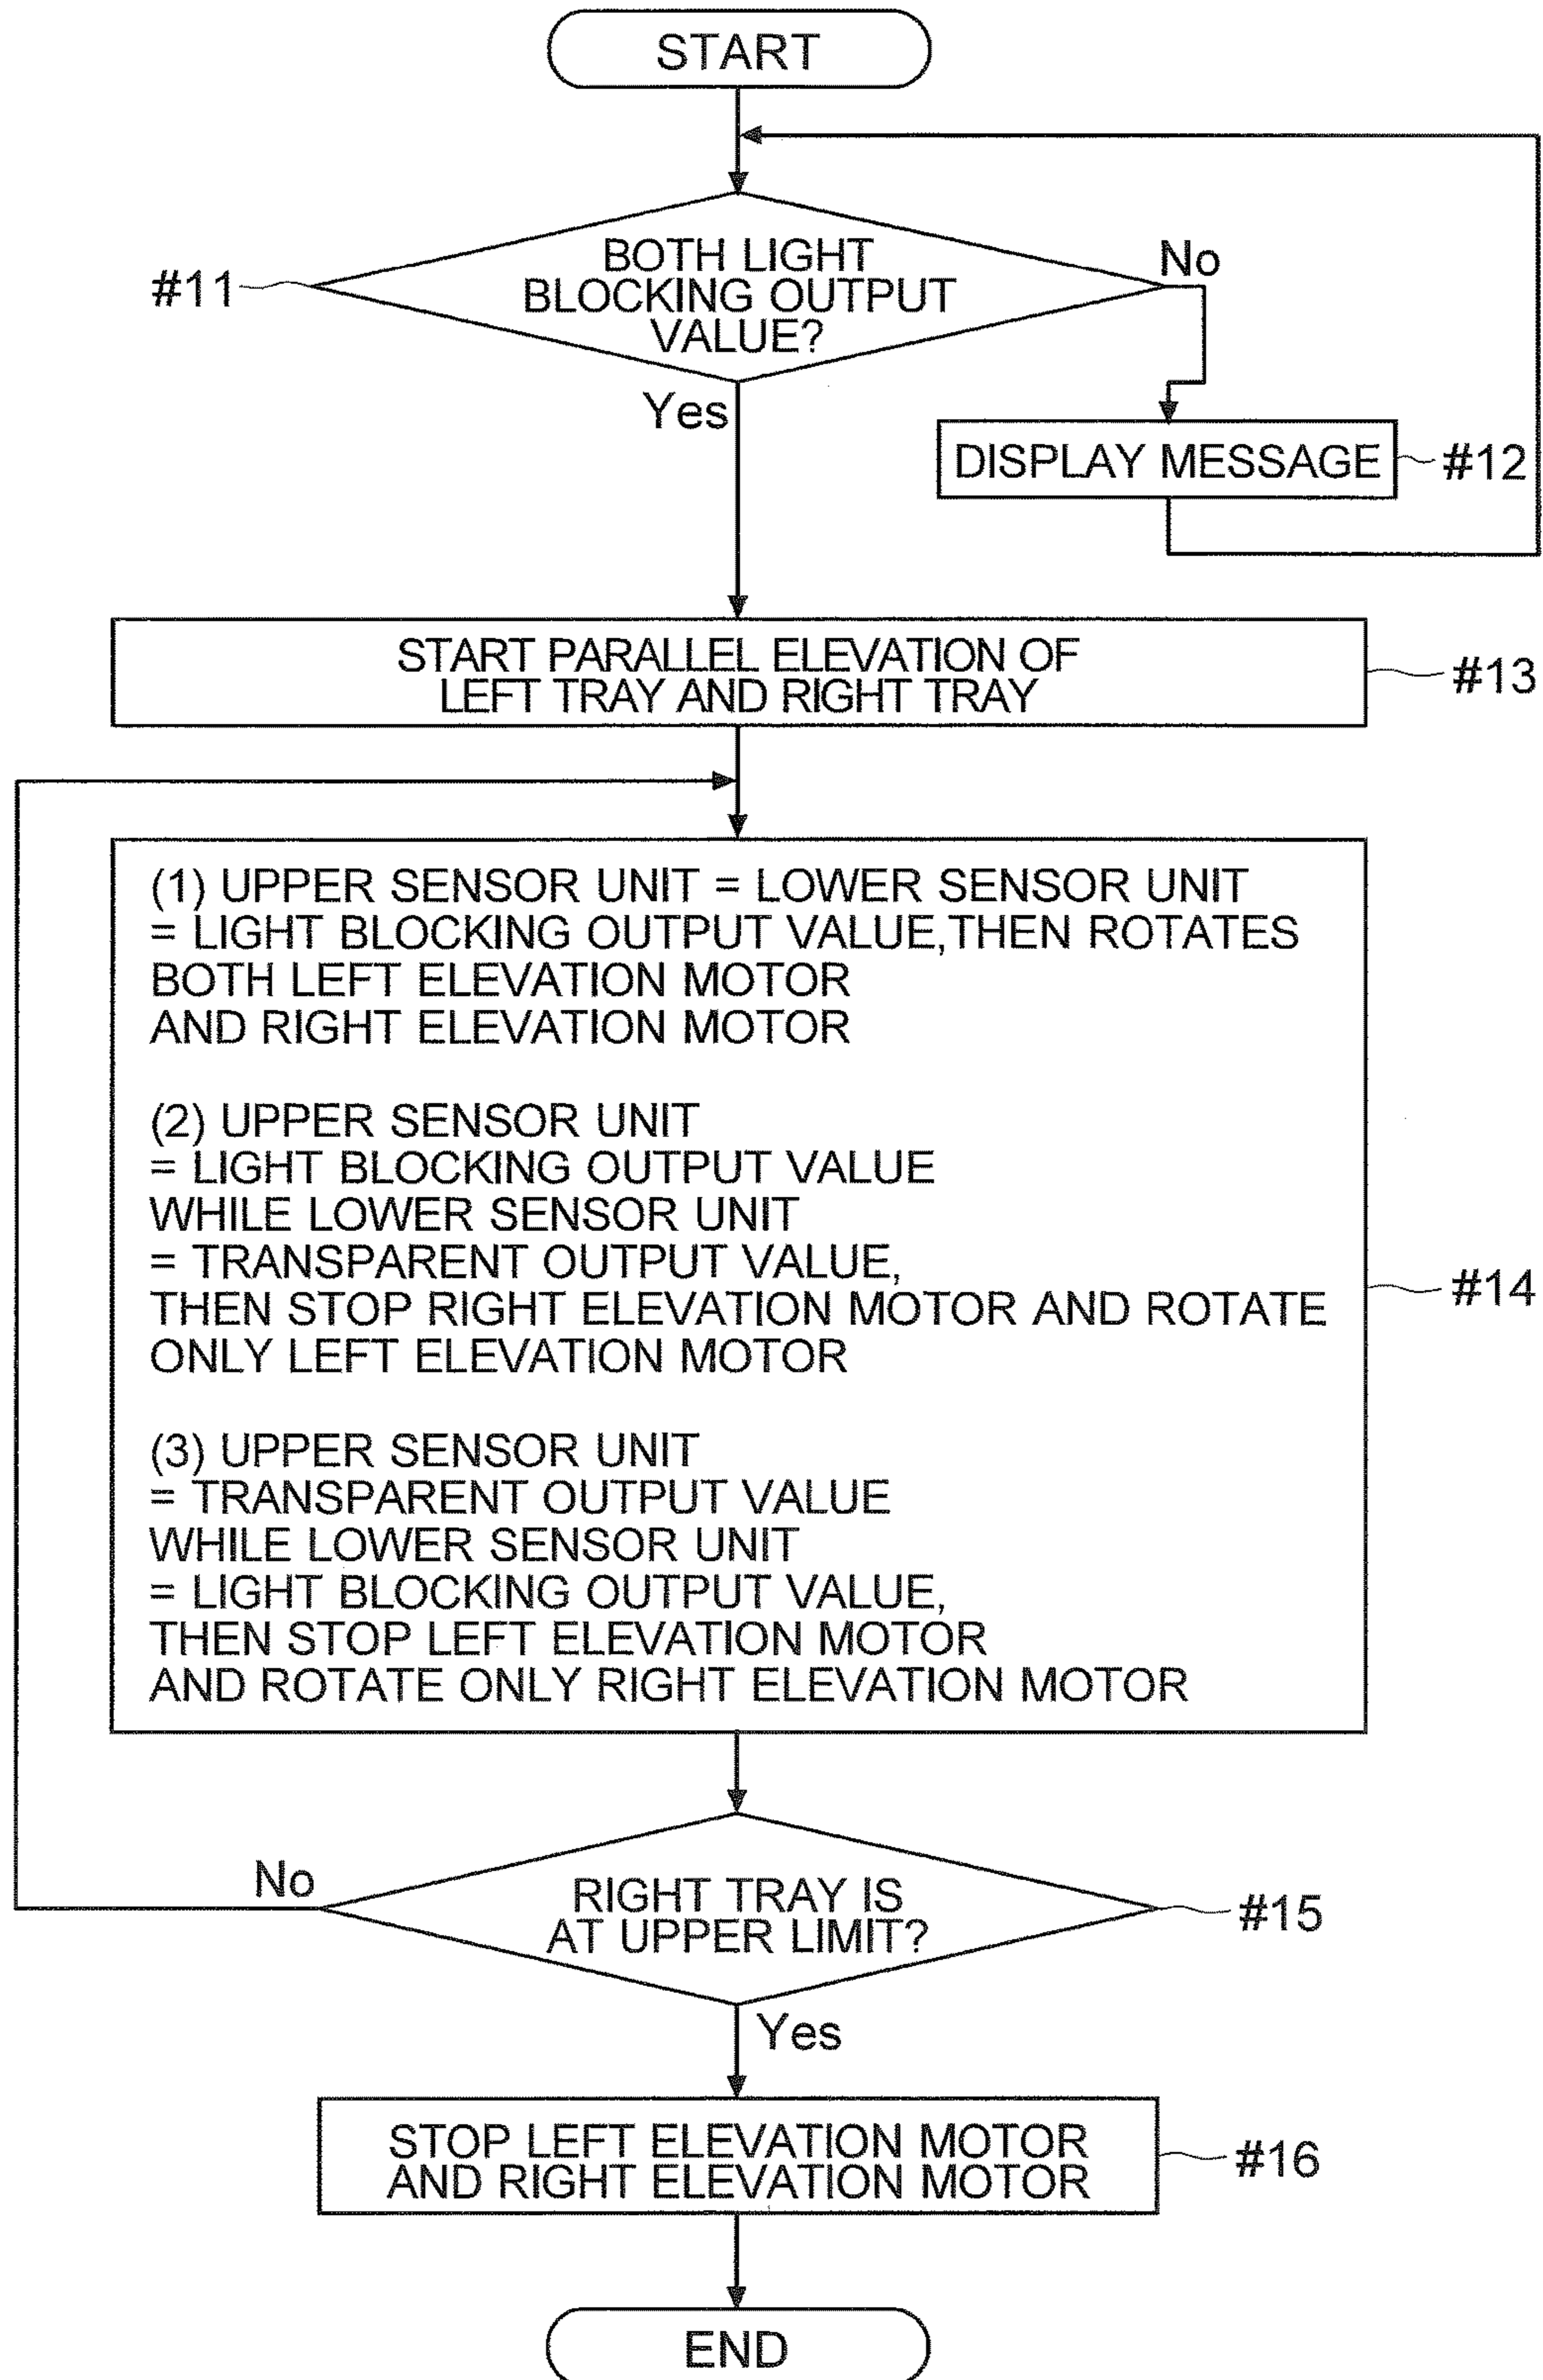 START
BOTH LIGHT
BLOCKING OUTPUT
VALUE?
#11
No
Yes
DISPLAY MESSAGE
#12
START PARALLEL ELEVATION OF
LEFT TRAY AND RIGHT TRAY
#13
(1) UPPER SENSOR UNIT = LOWER SENSOR UNIT
= LIGHT BLOCKING OUTPUT VALUE,THEN ROTATES
BOTH LEFT ELEVATION MOTOR
AND RIGHT ELEVATION MOTOR
(2) UPPER SENSOR UNIT
= LIGHT BLOCKING OUTPUT VALUE
WHILE LOWER SENSOR UNIT
= TRANSPARENT OUTPUT VALUE,
THEN STOP RIGHT ELEVATION MOTOR AND ROTATE
ONLY LEFT ELEVATION MOTOR
(3) UPPER SENSOR UNIT
= TRANSPARENT OUTPUT VALUE
WHILE LOWER SENSOR UNIT
= LIGHT BLOCKING OUTPUT VALUE,
THEN STOP LEFT ELEVATION MOTOR
AND ROTATE ONLY RIGHT ELEVATION MOTOR
#14
No
RIGHT TRAY IS
AT UPPER LIMIT?
#15
Yes
STOP LEFT ELEVATION MOTOR
AND RIGHT ELEVATION MOTOR
#16
END